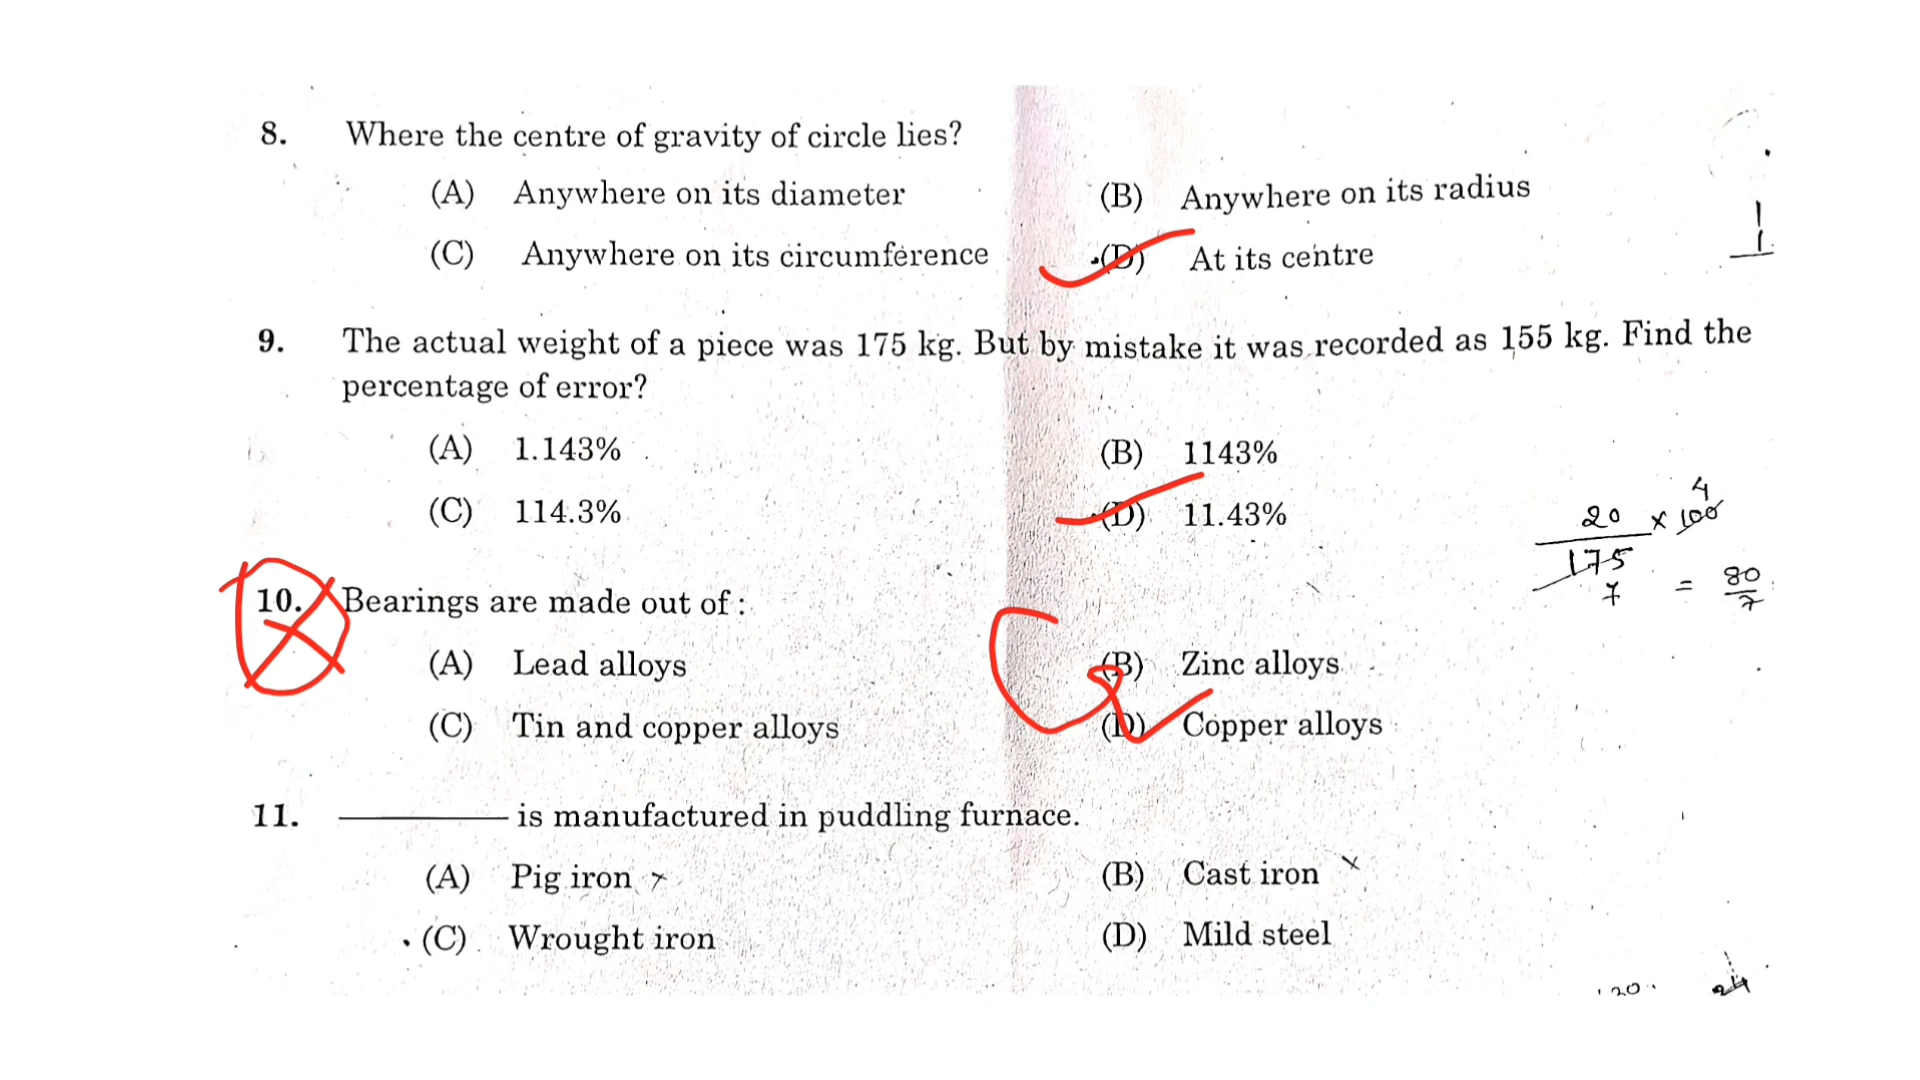 8. Where the centre of gravity of circle lies?
(A) Anywhere on its diameter (B) Anywhere on its radius
(C) Anywhere on its circumference (D) At its centre
9. The actual weight of a piece was 175 kg. But by mistake it was recorded as 155 kg. Find the
percentage of error?
(A) 1.143% (B) 1143%
(C) 114.3% (D) 11.43%
20 / 175 × 100 4
7 = 80 / 7
10. Bearings are made out of :
(A) Lead alloys (B) Zinc alloys
(C) Tin and copper alloys (D) Copper alloys
11. ________ is manufactured in puddling furnace.
(A) Pig iron × (B) Cast iron ×
(C) Wrought iron (D) Mild steel
20